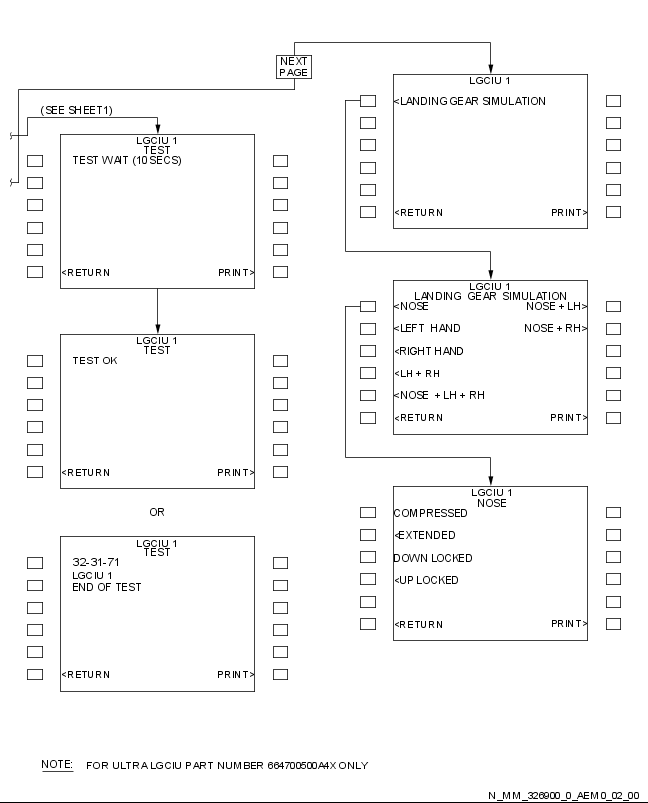 NEXT
PAGE
(SEE SHEET1)
LGCIU 1
TEST
TEST WAIT (10 SECS)
<RETURN PRINT>
LGCIU 1
TEST
TEST OK
<RETURN PRINT>
OR
LGCIU 1
TEST
32-31-71
LGCIU 1
END OF TEST
<RETURN PRINT>
LGCIU 1
<LANDING GEAR SIMULATION
<RETURN PRINT>
LGCIU 1
LANDING GEAR SIMULATION
<NOSE NOSE + LH>
<LEFT HAND NOSE + RH>
<RIGHT HAND
<LH + RH
<NOSE + LH + RH
<RETURN PRINT>
LGCIU 1
NOSE
COMPRESSED
<EXTENDED
DOWN LOCKED
<UP LOCKED
<RETURN PRINT>
NOTE: FOR ULTRA LGCIU PART NUMBER 664700500A4X ONLY
N_MM_326900_0_AEM0_02_00